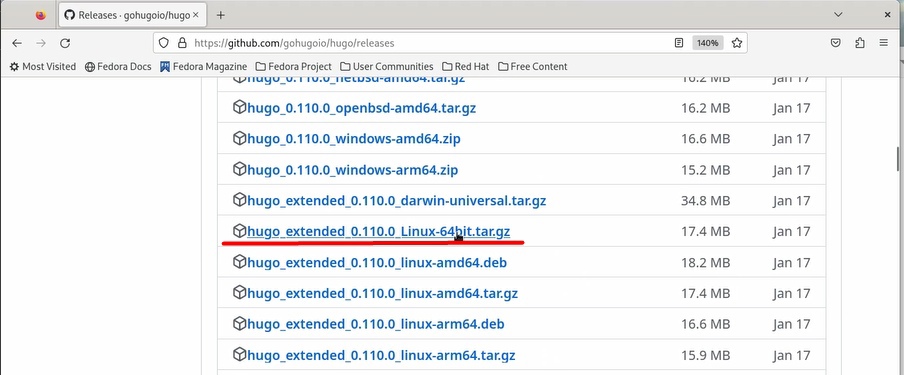 Releases · gohugoio/hugo
https://github.com/gohugoio/hugo/releases
140%
Most Visited Fedora Docs Fedora Magazine Fedora Project User Communities Red Hat Free Content
hugo_0.110.0_netbsd-amd64.tar.gz 16.2 MB Jan 17
hugo_0.110.0_openbsd-amd64.tar.gz 16.2 MB Jan 17
hugo_0.110.0_windows-amd64.zip 16.6 MB Jan 17
hugo_0.110.0_windows-arm64.zip 15.2 MB Jan 17
hugo_extended_0.110.0_darwin-universal.tar.gz 34.8 MB Jan 17
hugo_extended_0.110.0_Linux-64bit.tar.gz 17.4 MB Jan 17
hugo_extended_0.110.0_linux-amd64.deb 18.2 MB Jan 17
hugo_extended_0.110.0_linux-amd64.tar.gz 17.4 MB Jan 17
hugo_extended_0.110.0_linux-arm64.deb 16.6 MB Jan 17
hugo_extended_0.110.0_linux-arm64.tar.gz 15.9 MB Jan 17